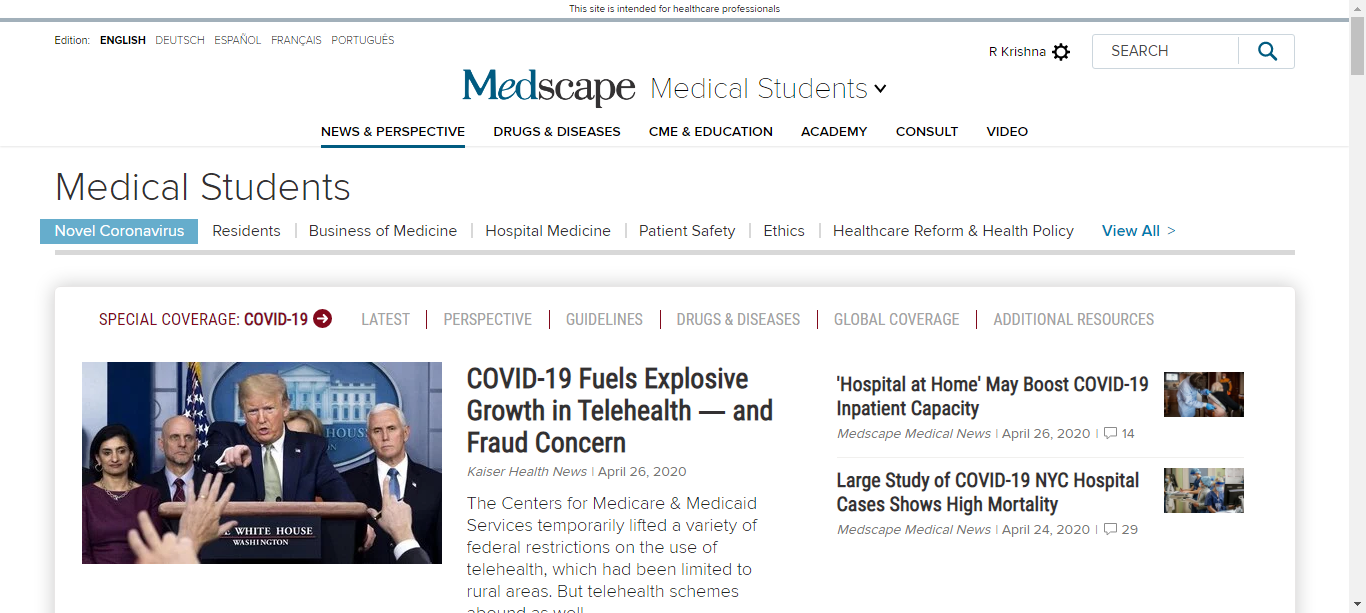 This site is intended for healthcare professionals
Edition: ENGLISH DEUTSCH ESPAÑOL FRANÇAIS PORTUGUÊS
R Krishna
SEARCH
Medscape Medical Students
NEWS & PERSPECTIVE DRUGS & DISEASES CME & EDUCATION ACADEMY CONSULT VIDEO
Medical Students
Novel Coronavirus Residents | Business of Medicine | Hospital Medicine | Patient Safety | Ethics | Healthcare Reform & Health Policy View All >
SPECIAL COVERAGE: COVID-19 LATEST | PERSPECTIVE | GUIDELINES | DRUGS & DISEASES | GLOBAL COVERAGE | ADDITIONAL RESOURCES
HOUS
E WHITE HOUSE
WASHINGTON
COVID-19 Fuels Explosive
Growth in Telehealth — and
Fraud Concern
Kaiser Health News | April 26, 2020
The Centers for Medicare & Medicaid
Services temporarily lifted a variety of
federal restrictions on the use of
telehealth, which had been limited to
rural areas. But telehealth schemes
abound as well.
'Hospital at Home' May Boost COVID-19
Inpatient Capacity
Medscape Medical News | April 26, 2020 | 14
Large Study of COVID-19 NYC Hospital
Cases Shows High Mortality
Medscape Medical News | April 24, 2020 | 29